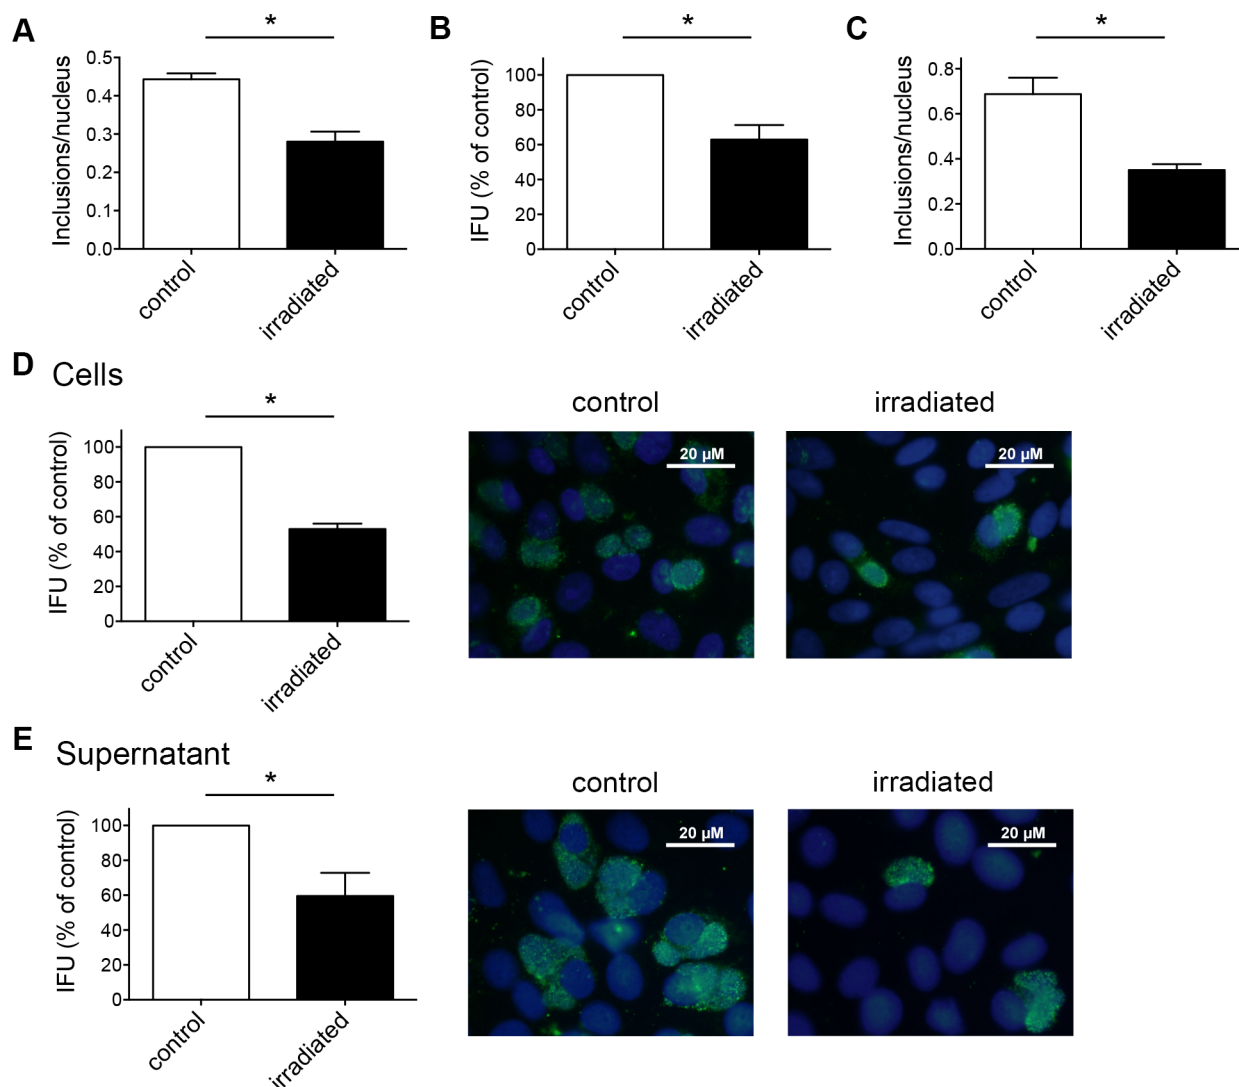 A
*
Inclusions/nucleus
0.5
0.4
0.3
0.2
0.1
0.0
control
irradiated
B
*
IFU (% of control)
100
80
60
40
20
0
control
irradiated
C
*
Inclusions/nucleus
0.8
0.6
0.4
0.2
0.0
control
irradiated
D
Cells
*
IFU (% of control)
100
80
60
40
20
0
control
irradiated
control
20 µM
irradiated
20 µM
E
Supernatant
*
IFU (% of control)
100
80
60
40
20
0
control
irradiated
control
20 µM
irradiated
20 µM